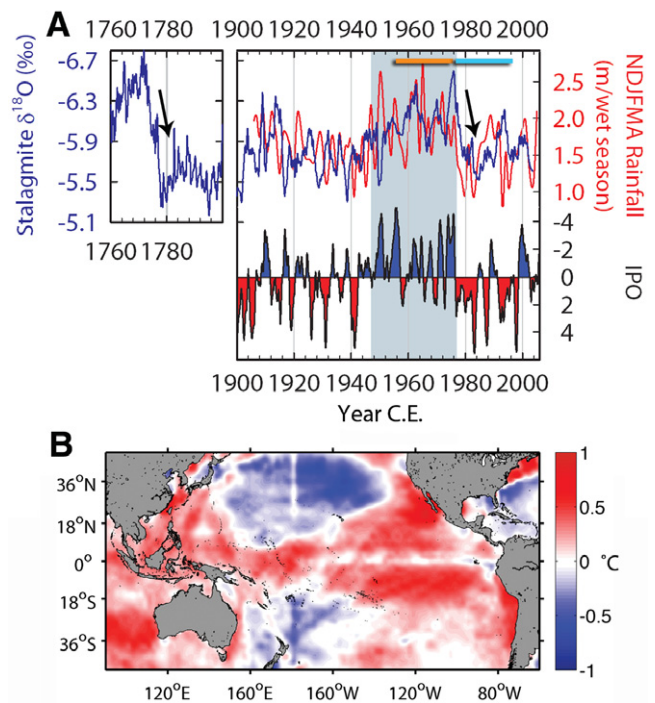 A
1760 1780
1900 1920 1940 1960 1980 2000
Stalagmite δ¹⁸O (‰)
-6.7
-6.3
-5.9
-5.5
-5.1
1760 1780
2.5
2.0
1.5
1.0
NDJFMA Rainfall
(m/wet season)
-4
-2
0
2
4
IPO
1900 1920 1940 1960 1980 2000
Year C.E.
B
36°N
18°N
0°
18°S
36°S
120°E 160°E 160°W 120°W 80°W
1
0.5
0
-0.5
-1
°C